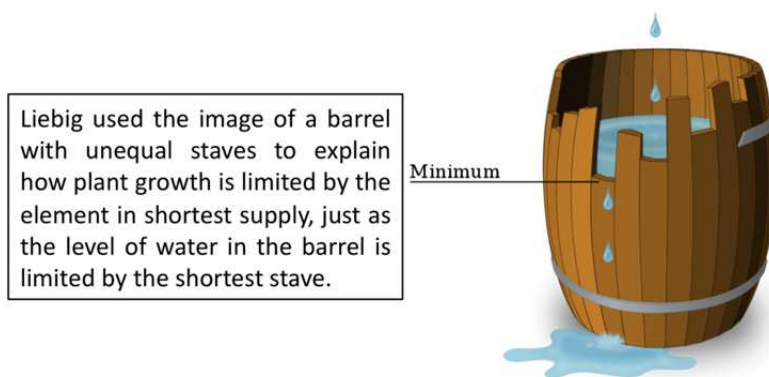 Liebig used the image of a barrel
with unequal staves to explain
how plant growth is limited by the
element in shortest supply, just as
the level of water in the barrel is
limited by the shortest stave.
Minimum